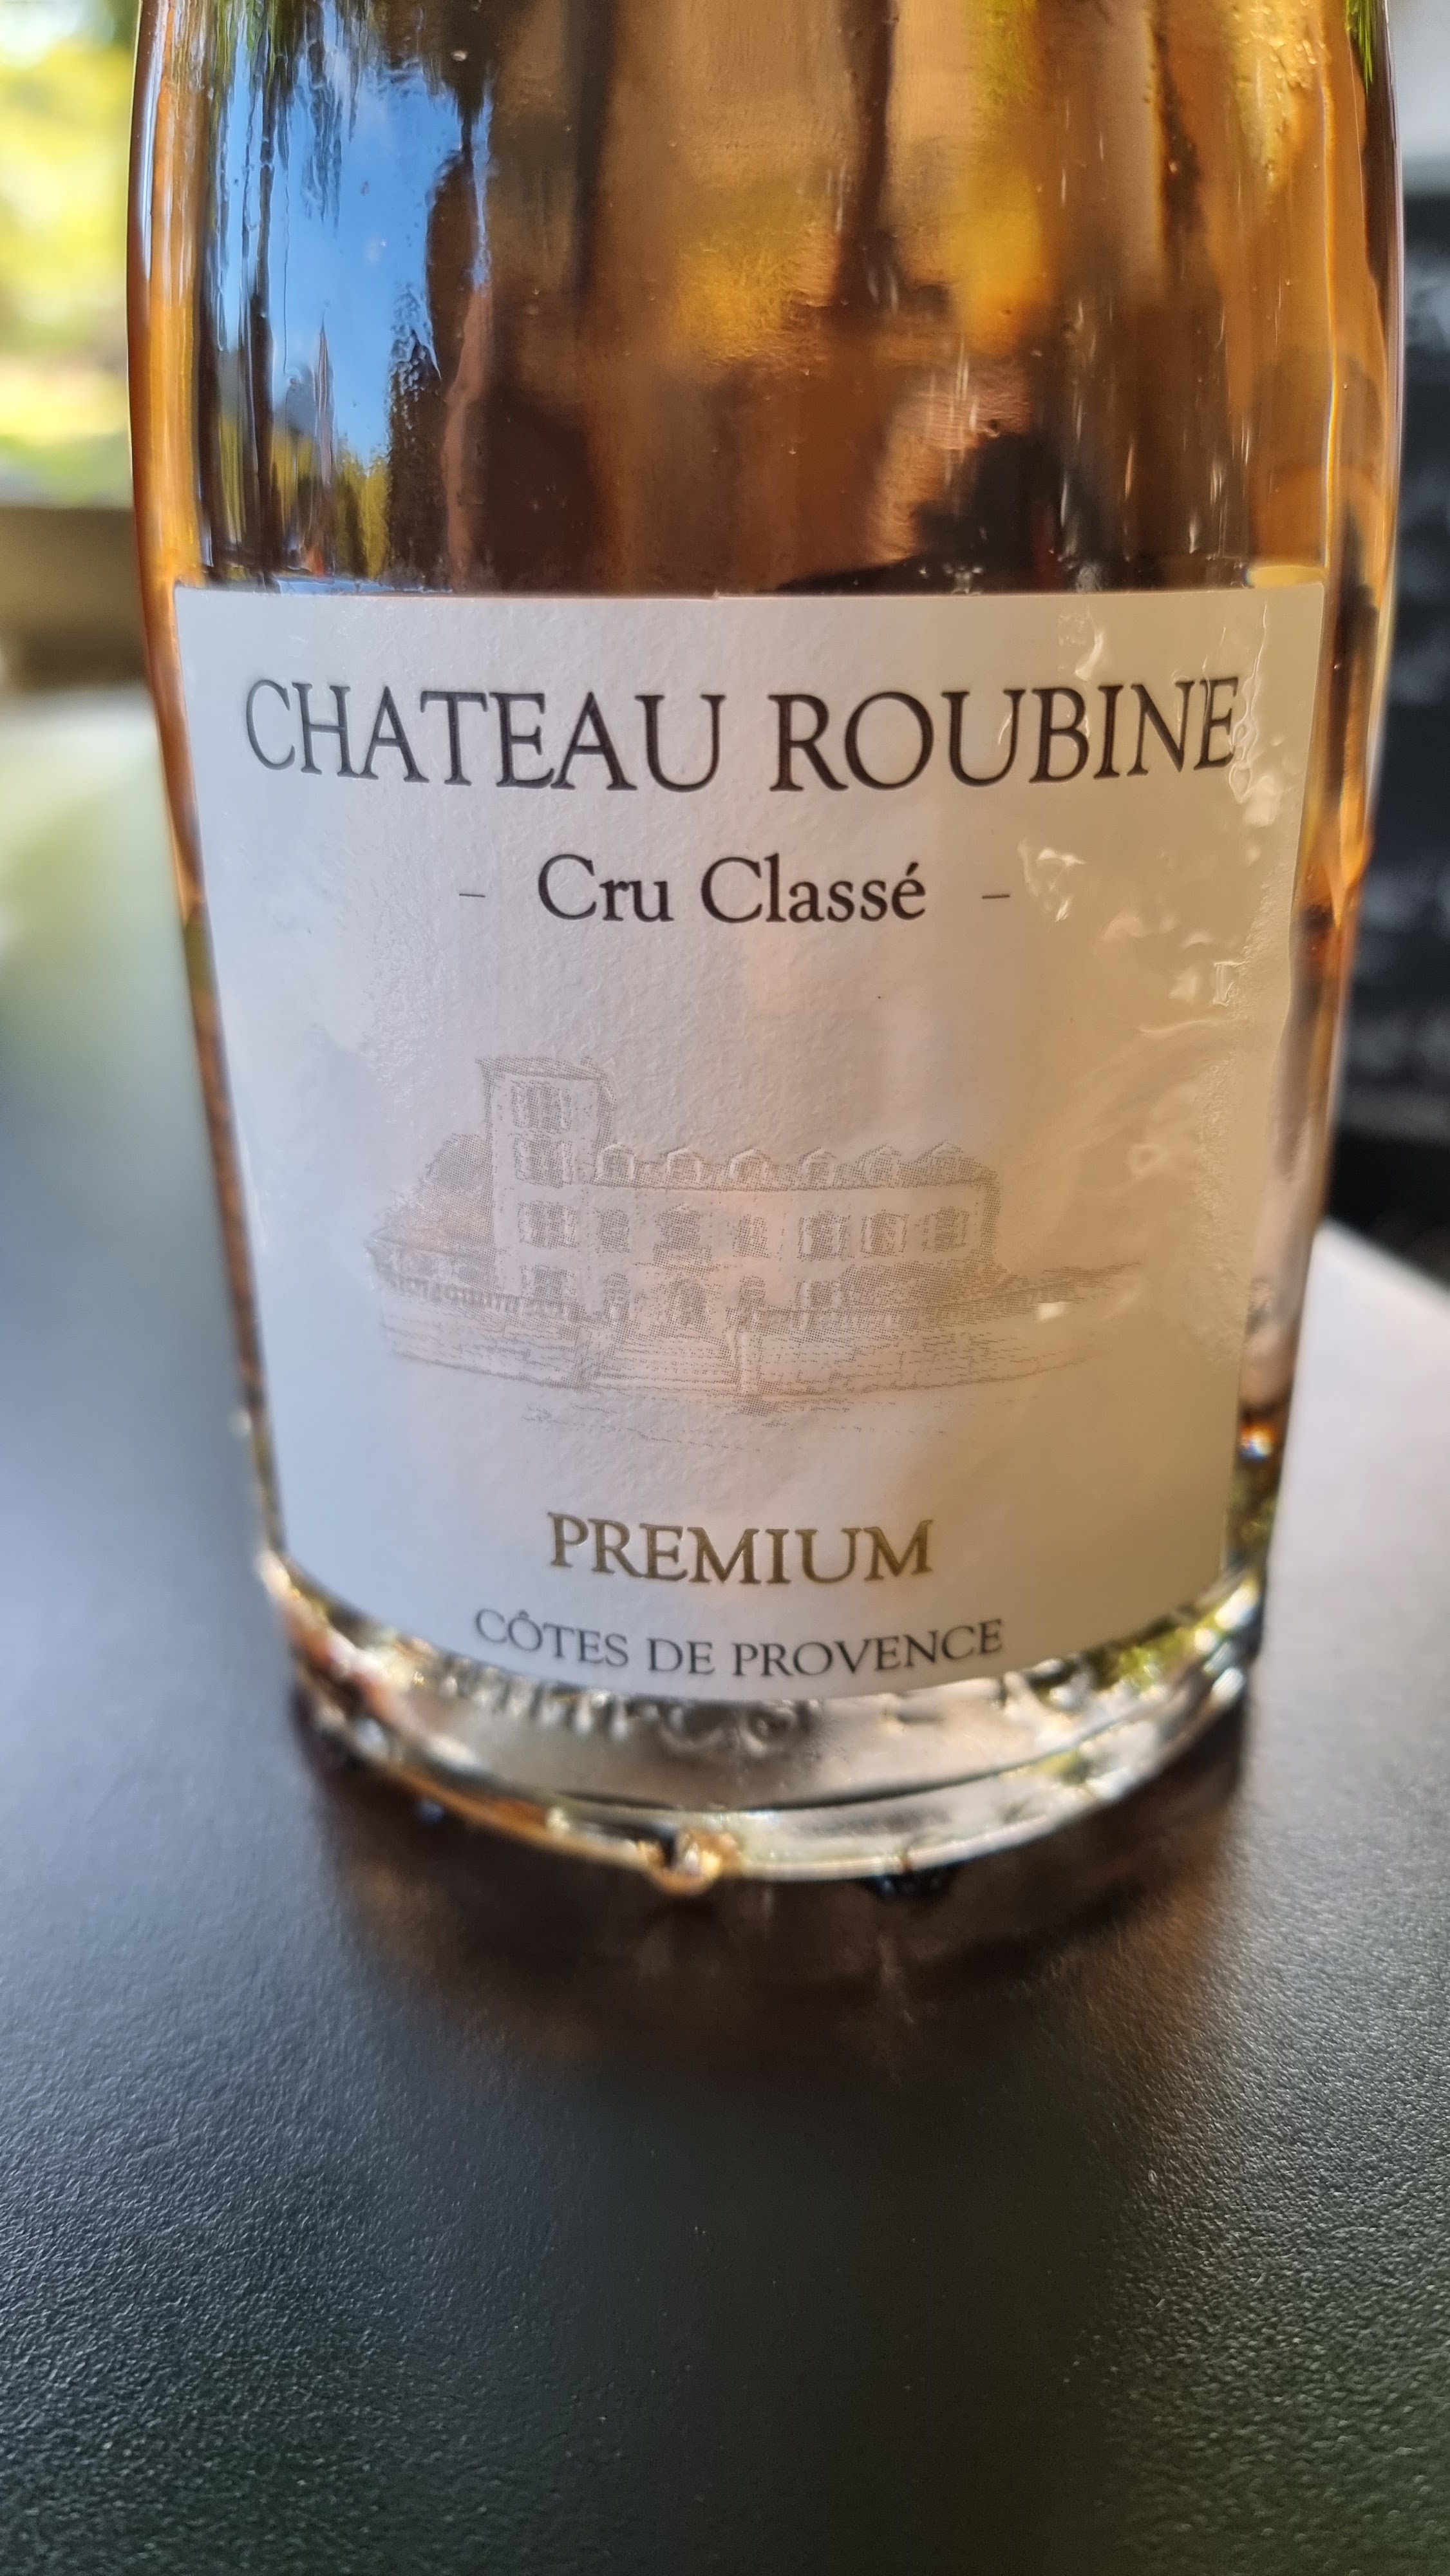 CHATEAU ROUBINE
- Cru Classé -
PREMIUM
CÔTES DE PROVENCE